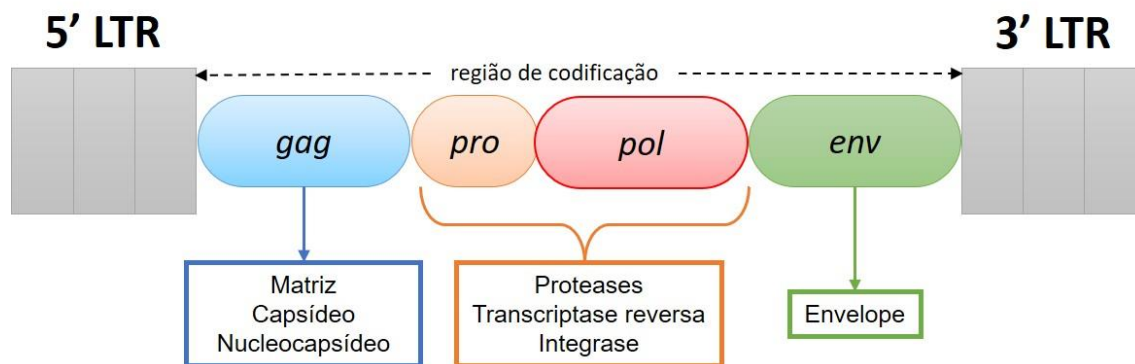 5’ LTR
3’ LTR
região de codificação
gag
pro
pol
env
Matriz
Capsídeo
Nucleocapsídeo
Proteases
Transcriptase reversa
Integrase
Envelope